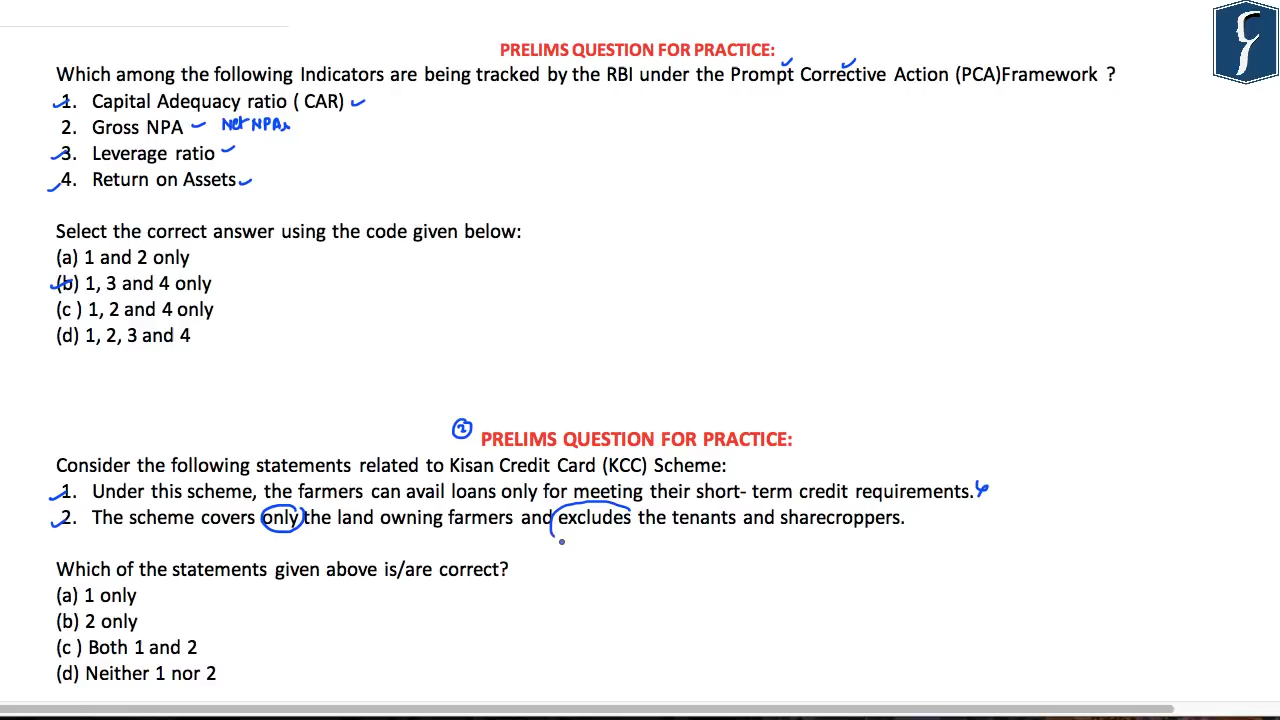 PRELIMS QUESTION FOR PRACTICE:
Which among the following Indicators are being tracked by the RBI under the Prompt Corrective Action (PCA)Framework ?
1. Capital Adequacy ratio ( CAR)
2. Gross NPA Net NPAs
3. Leverage ratio
4. Return on Assets
Select the correct answer using the code given below:
(a) 1 and 2 only
(b) 1, 3 and 4 only
(c ) 1, 2 and 4 only
(d) 1, 2, 3 and 4
② PRELIMS QUESTION FOR PRACTICE:
Consider the following statements related to Kisan Credit Card (KCC) Scheme:
1. Under this scheme, the farmers can avail loans only for meeting their short- term credit requirements.
2. The scheme covers only the land owning farmers and excludes the tenants and sharecroppers.
Which of the statements given above is/are correct?
(a) 1 only
(b) 2 only
(c ) Both 1 and 2
(d) Neither 1 nor 2